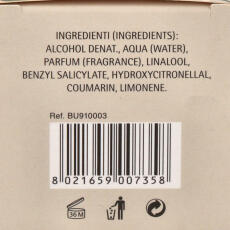 INGREDIENTI (INGREDIENTS):
ALCOHOL DENAT., AQUA (WATER),
PARFUM (FRAGRANCE), LINALOOL,
BENZYL SALICYLATE, HYDROXYCITRONELLAL,
COUMARIN, LIMONENE.
Ref. BU910003
8 021659 007358
36 M